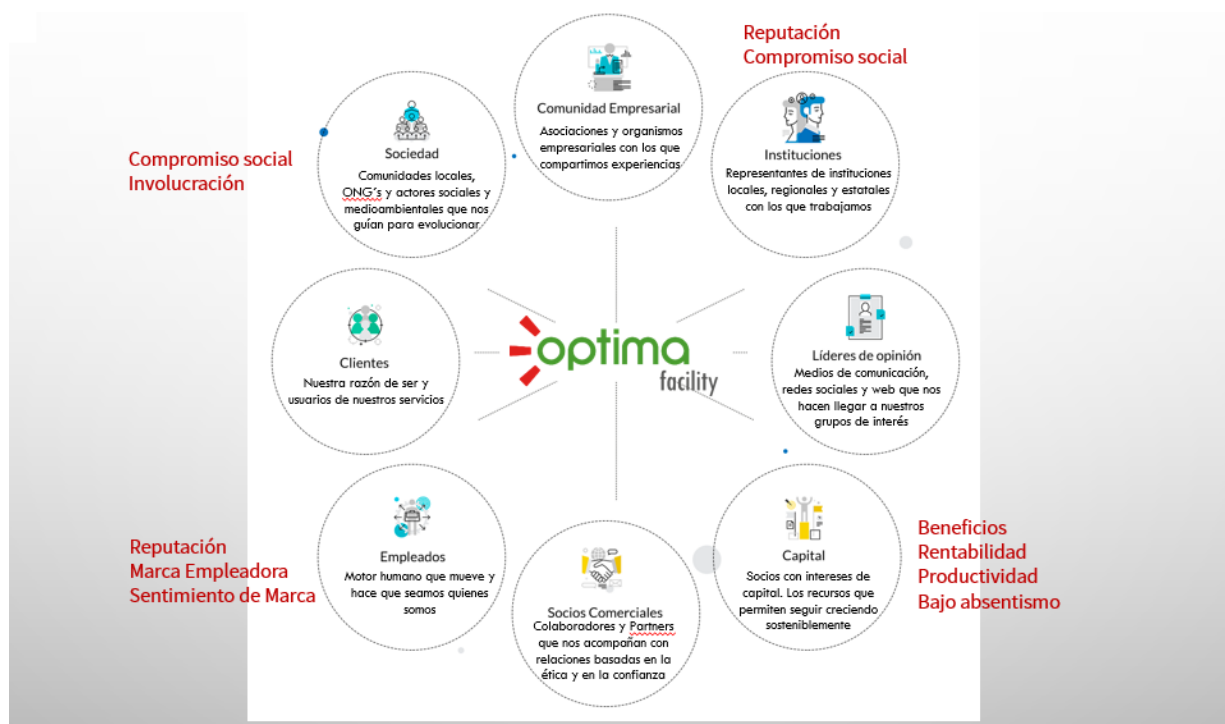 Reputación
Compromiso social
Comunidad Empresarial
Asociaciones y organismos
empresariales con los que
compartimos experiencias
Instituciones
Representantes de instituciones
locales, regionales y estatales
con los que trabajamos
Compromiso social
Involucración
Sociedad
Comunidades locales,
ONG's y actores sociales y
medioambientales que nos
guían para evolucionar
Clientes
Nuestra razón de ser y
usuarios de nuestros servicios
optima
facility
Líderes de opinión
Medios de comunicación,
redes sociales y web que nos
hacen llegar a nuestros
grupos de interés
Reputación
Marca Empleadora
Sentimiento de Marca
Empleados
Motor humano que mueve y
hace que seamos quienes
somos
Socios Comerciales
Colaboradores y Partners
que nos acompañan con
relaciones basadas en la
ética y en la confianza
Capital
Socios con intereses de
capital. Los recursos que
permiten seguir creciendo
sosteniblemente
Beneficios
Rentabilidad
Productividad
Bajo absentismo